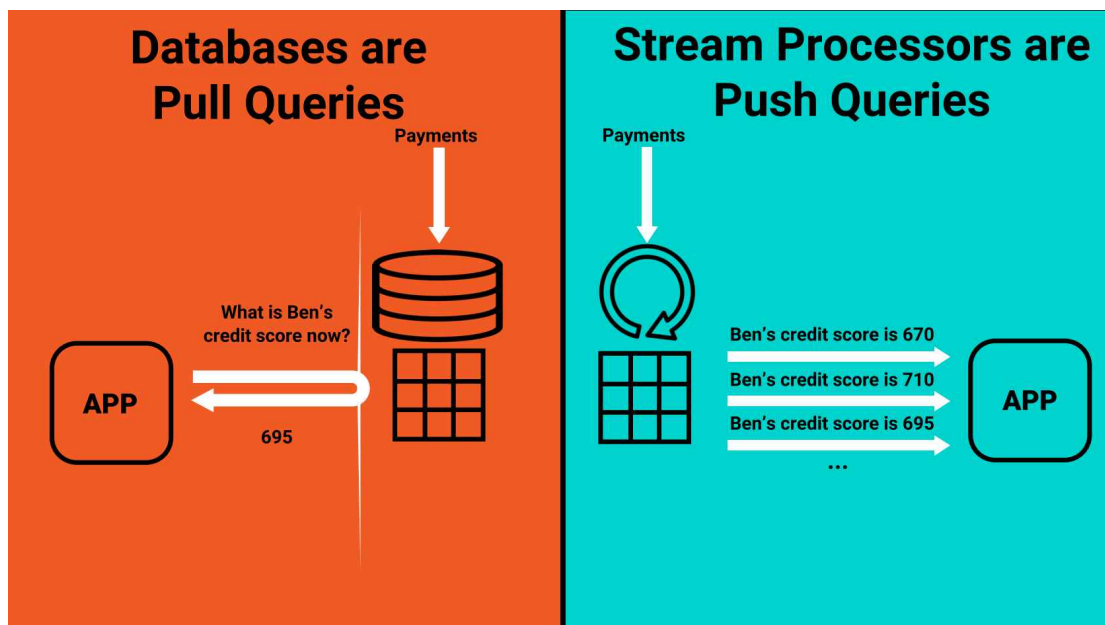 Databases are
Pull Queries
Payments
What is Ben's
credit score now?
APP
695
Stream Processors are
Push Queries
Payments
Ben's credit score is 670
Ben's credit score is 710
Ben's credit score is 695
...
APP